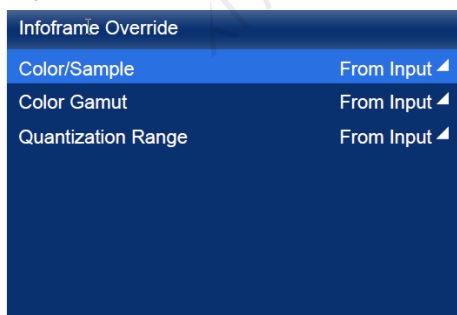 Infoframe Override
Color/Sample From Input
Color Gamut From Input
Quantization Range From Input